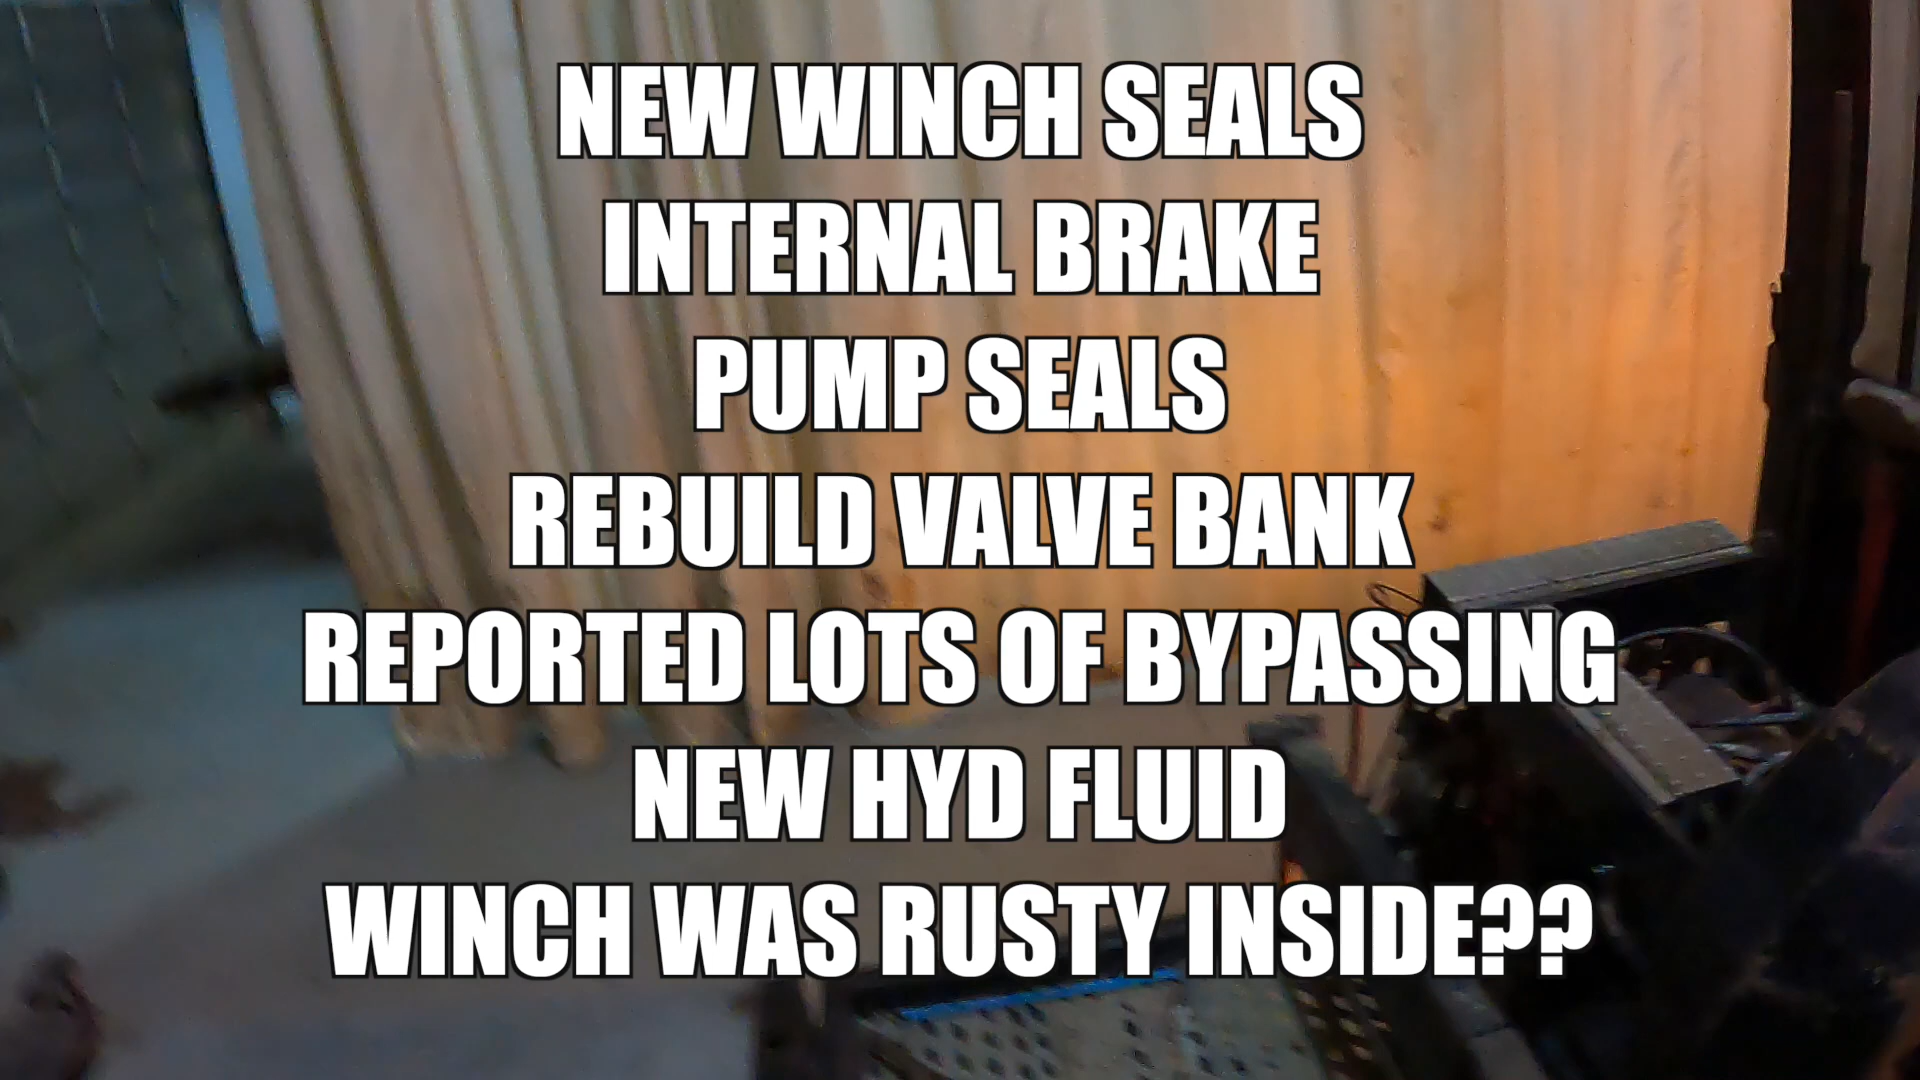 NEW WINCH SEALS
INTERNAL BRAKE
PUMP SEALS
REBUILD VALVE BANK
REPORTED LOTS OF BYPASSING
NEW HYD FLUID
WINCH WAS RUSTY INSIDE??